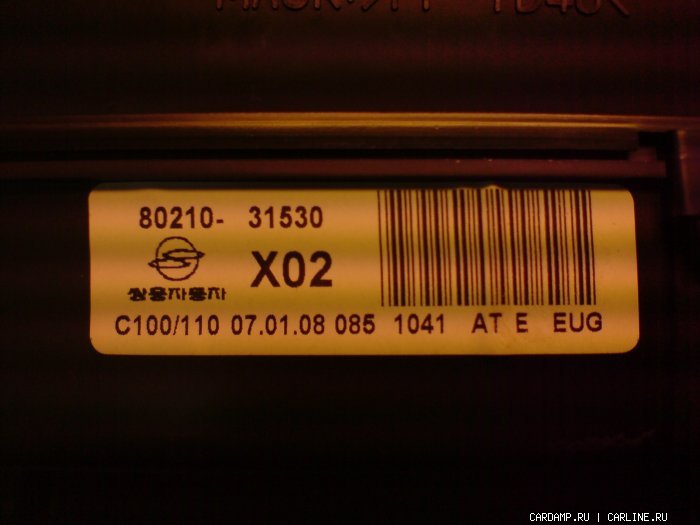 80210- 31530
X02
쌍용자동차
C100/110 07.01.08 085 1041 AT E EUG
CARDAMP.RU | CARLINE.RU